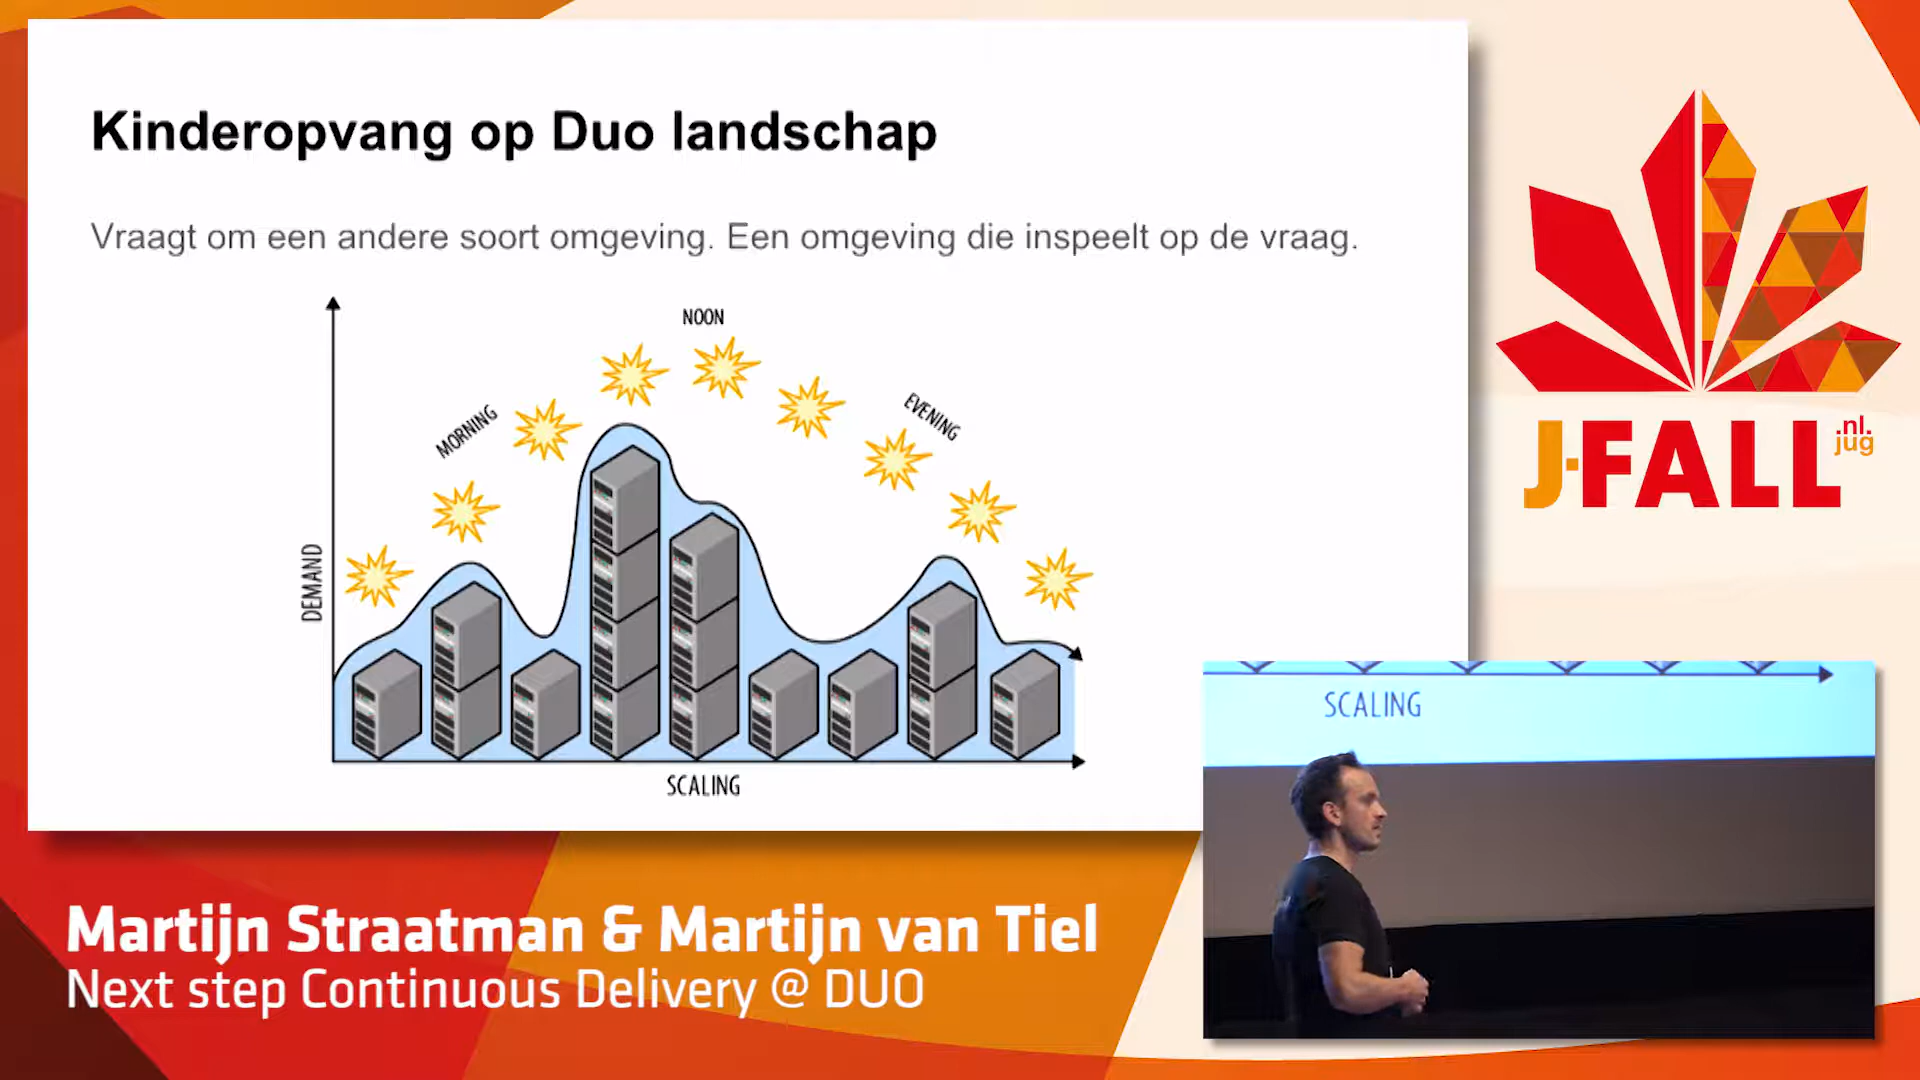 Kinderopvang op Duo landschap
Vraagt om een andere soort omgeving. Een omgeving die inspeelt op de vraag.
NOON
MORNING
EVENING
DEMAND
SCALING
J-FALL
.nl.
jug
SCALING
Martijn Straatman & Martijn van Tiel
Next step Continuous Delivery @ DUO